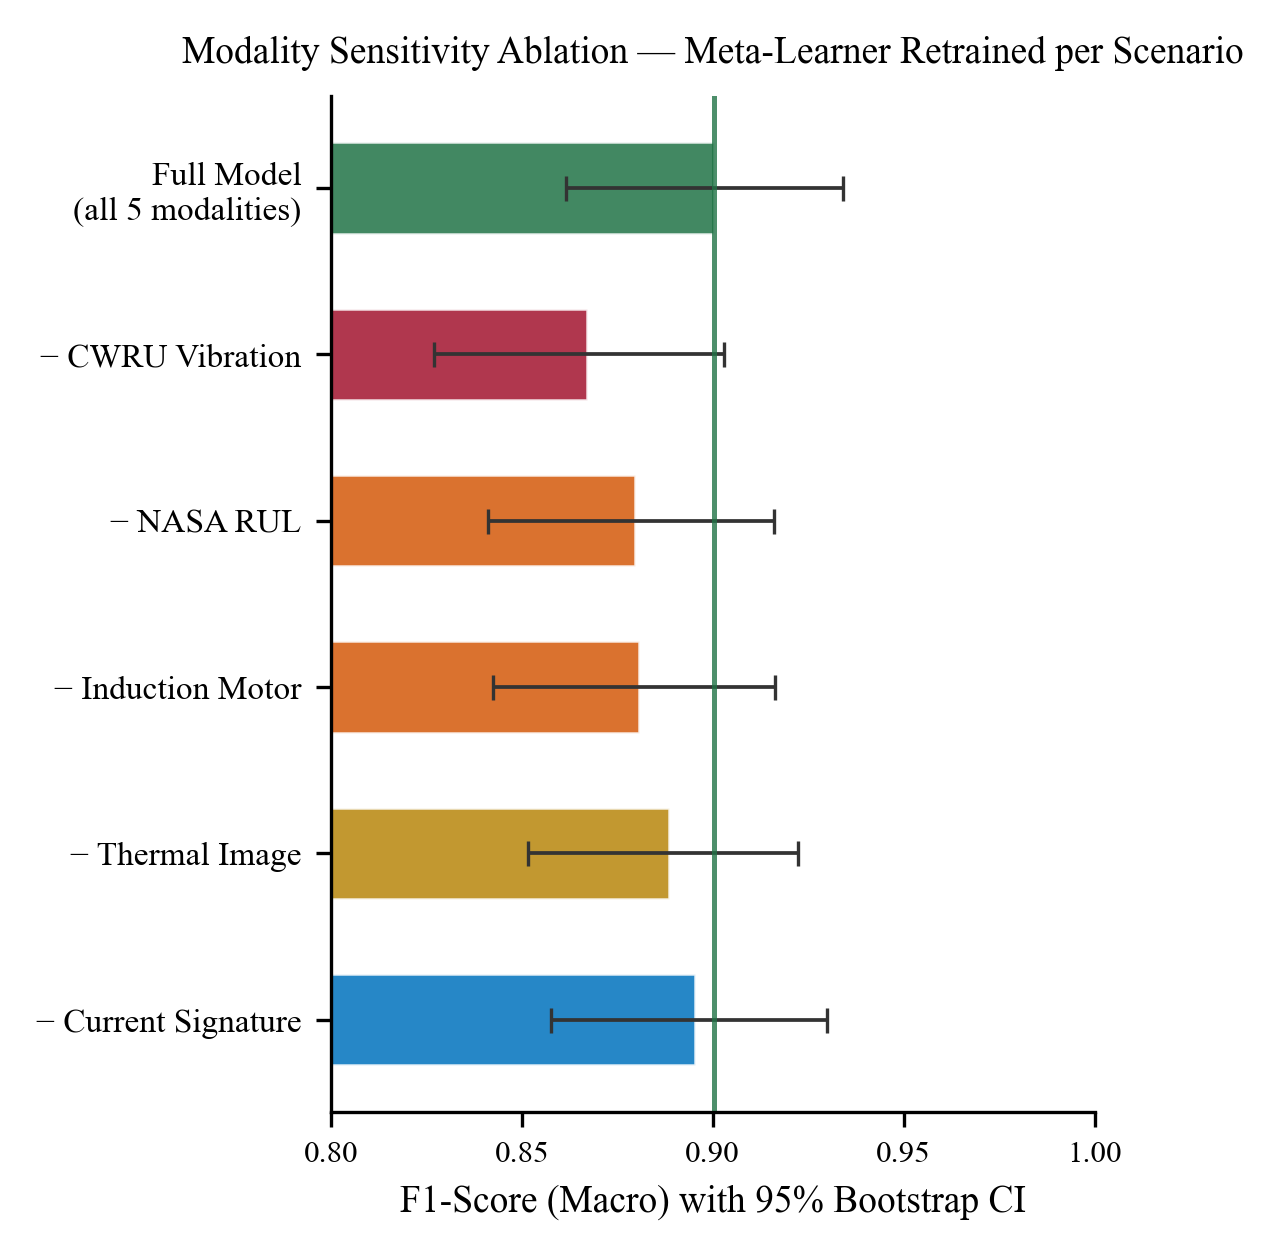 Modality Sensitivity Ablation — Meta-Learner Retrained per Scenario
Full Model
(all 5 modalities)
− CWRU Vibration
− NASA RUL
− Induction Motor
− Thermal Image
− Current Signature
0.80 0.85 0.90 0.95 1.00
F1-Score (Macro) with 95% Bootstrap CI